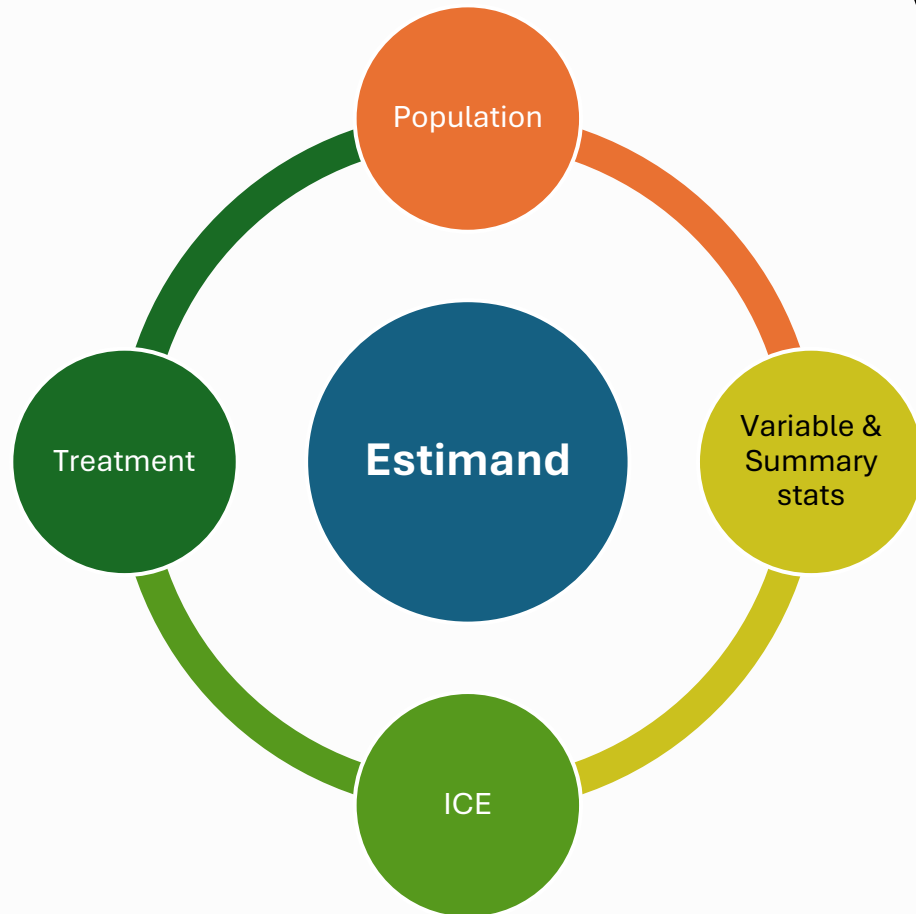 Population
Treatment
Estimand
Variable &
Summary
stats
ICE